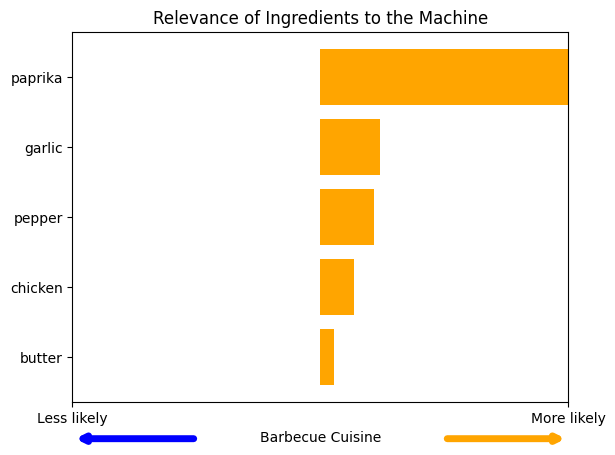 Relevance of Ingredients to the Machine
paprika
garlic
pepper
chicken
butter
Less likely
More likely
Barbecue Cuisine